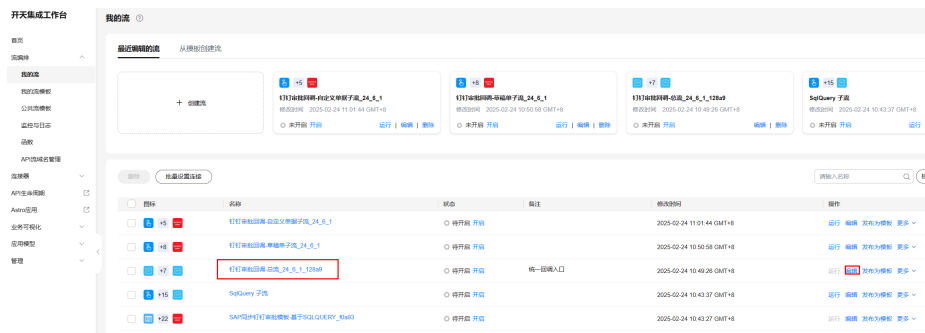 开天集成工作台
首页
流编排
我的流
我的流模板
公共流模板
监控与日志
函数
API流域名管理
连接器
API生命周期
Astro应用
业务可视化
应用模型
管理
我的流
最近编辑的流 从模板创建流
+ 创建流
+5
钉钉审批回调-自定义单据子流_24_6_1
修改时间 2025-02-24 11:01:44 GMT+8
未开启 开启 运行 | 编辑 | 删除
+8
钉钉审批回调-草稿单子流_24_6_1
修改时间 2025-02-24 10:50:58 GMT+8
未开启 开启 运行 | 编辑 | 删除
+7
钉钉审批回调-总流_24_6_1_128a9
修改时间 2025-02-24 10:49:26 GMT+8
未开启 开启 编辑 | 删除
+15
SqlQuery 子流
修改时间 2025-02-24 10:43:37 GMT+8
未开启 开启 运行
删除 批量设置连接 请输入名称
图标 名称 状态 备注 修改时间 操作
+5 钉钉审批回调-自定义单据子流_24_6_1 待开启 开启 2025-02-24 11:01:44 GMT+8 运行 编辑 发布为模板 更多
+8 钉钉审批回调-草稿单子流_24_6_1 待开启 开启 2025-02-24 10:50:58 GMT+8 运行 编辑 发布为模板 更多
+7 钉钉审批回调-总流_24_6_1_128a9 待开启 开启 统一回调入口 2025-02-24 10:49:26 GMT+8 运行 编辑 发布为模板 更多
+15 SqlQuery 子流 待开启 开启 2025-02-24 10:43:37 GMT+8 运行 编辑 发布为模板 更多
+22 SAP同步钉钉审批模板-基于SQLQUERY_f0a93 待开启 开启 2025-02-24 10:43:27 GMT+8 运行 编辑 发布为模板 更多